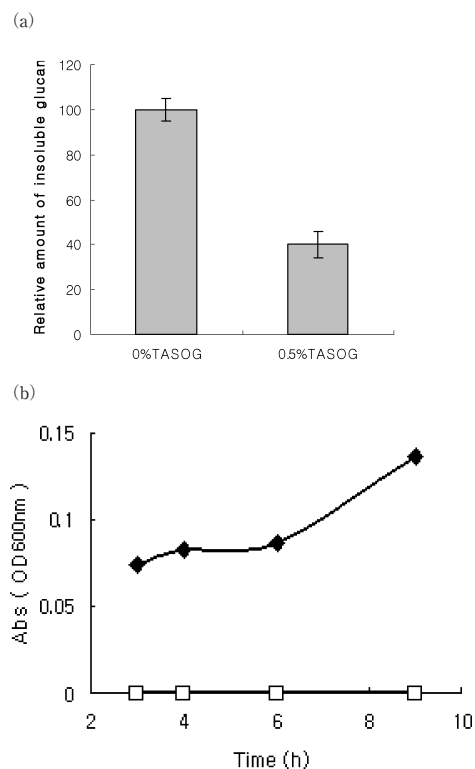 (a)
Relative amount of insoluble glucan
120
100
80
60
40
20
0
0%TASOG
0.5%TASOG
(b)
Abs ( OD600nm )
0.15
0.1
0.05
0
2
4
6
8
10
Time (h)